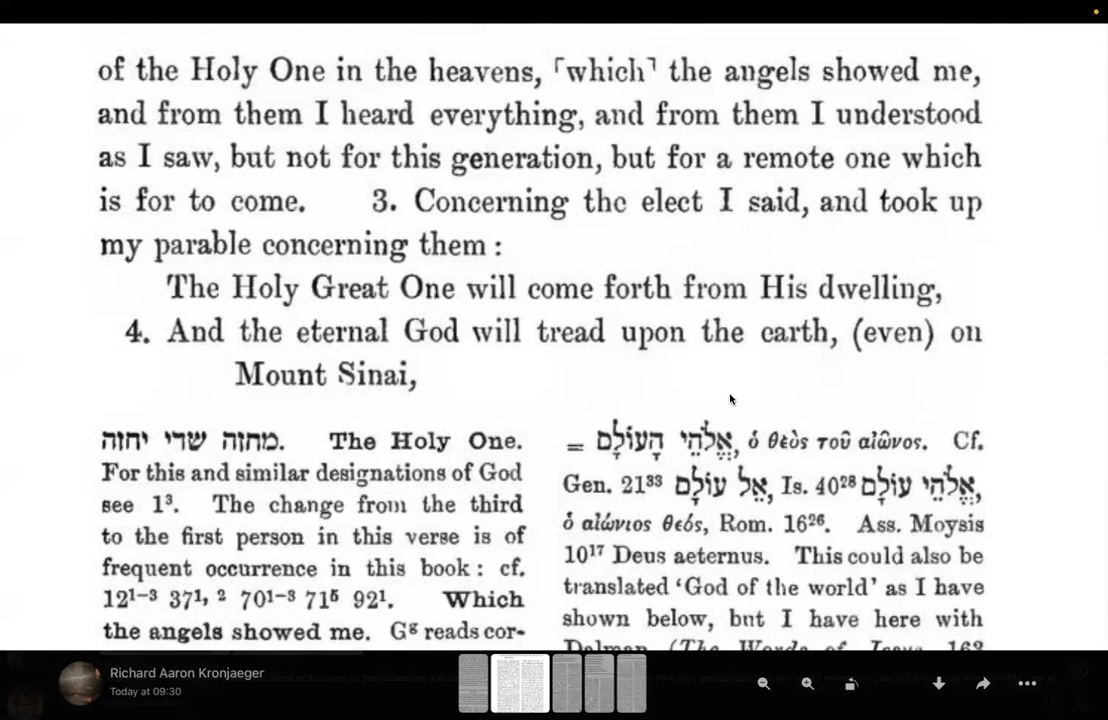 of the Holy One in the heavens, ⌜which⌝ the angels showed me,
and from them I heard everything, and from them I understood
as I saw, but not for this generation, but for a remote one which
is for to come. 3. Concerning the elect I said, and took up
my parable concerning them :
The Holy Great One will come forth from His dwelling,
4. And the eternal God will tread upon the earth, (even) on
Mount Sinai,
מחזה שדי יחזה. The Holy One.
For this and similar designations of God
see 1³. The change from the third
to the first person in this verse is of
frequent occurrence in this book : cf.
12¹⁻³ 37¹, ² 70¹⁻³ 71⁵ 92¹. Which
the angels showed me. Gᵍ reads cor-
= אֱלֹהֵי הָעוֹלָם, ὁ θεὸς τοῦ αἰῶνος. Cf.
Gen. 21³³ אֵל עוֹלָם, Is. 40²⁸ אֱלֹהֵי עוֹלָם,
ὁ αἰώνιος θεός, Rom. 16²⁶. Ass. Moysis
10¹⁷ Deus aeternus. This could also be
translated ‘God of the world’ as I have
shown below, but I have here with
Dalman (The Words of Jesus, 163
Richard Aaron Kronjaeger
Today at 09:30